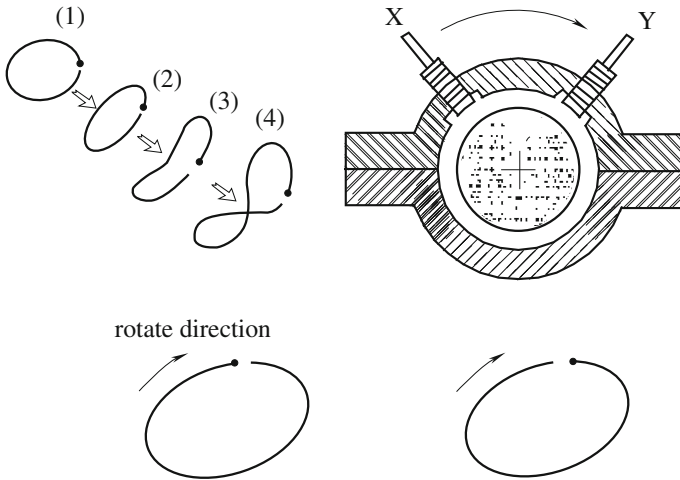 (1)
(2)
(3)
(4)
X
Y
rotate direction